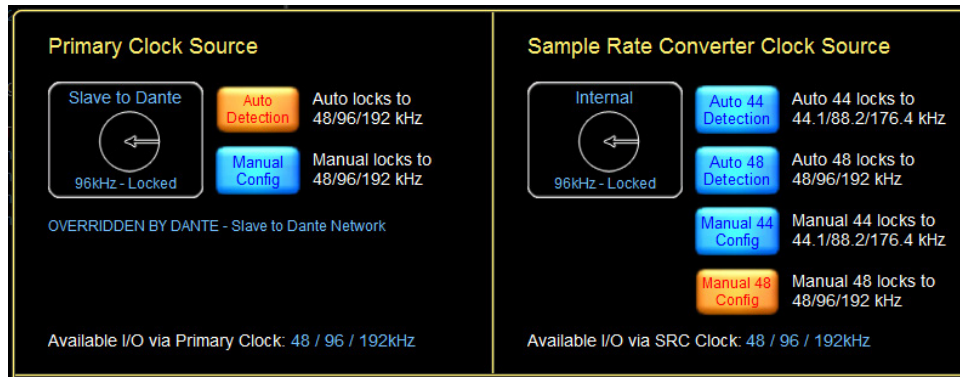 Primary Clock Source
Slave to Dante
96kHz - Locked
Auto
Detection
Auto locks to
48/96/192 kHz
Manual
Config
Manual locks to
48/96/192 kHz
OVERRIDDEN BY DANTE - Slave to Dante Network
Available I/O via Primary Clock: 48 / 96 / 192kHz
Sample Rate Converter Clock Source
Internal
96kHz - Locked
Auto 44
Detection
Auto 44 locks to
44.1/88.2/176.4 kHz
Auto 48
Detection
Auto 48 locks to
48/96/192 kHz
Manual 44
Config
Manual 44 locks to
44.1/88.2/176.4 kHz
Manual 48
Config
Manual 48 locks to
48/96/192 kHz
Available I/O via SRC Clock: 48 / 96 / 192kHz